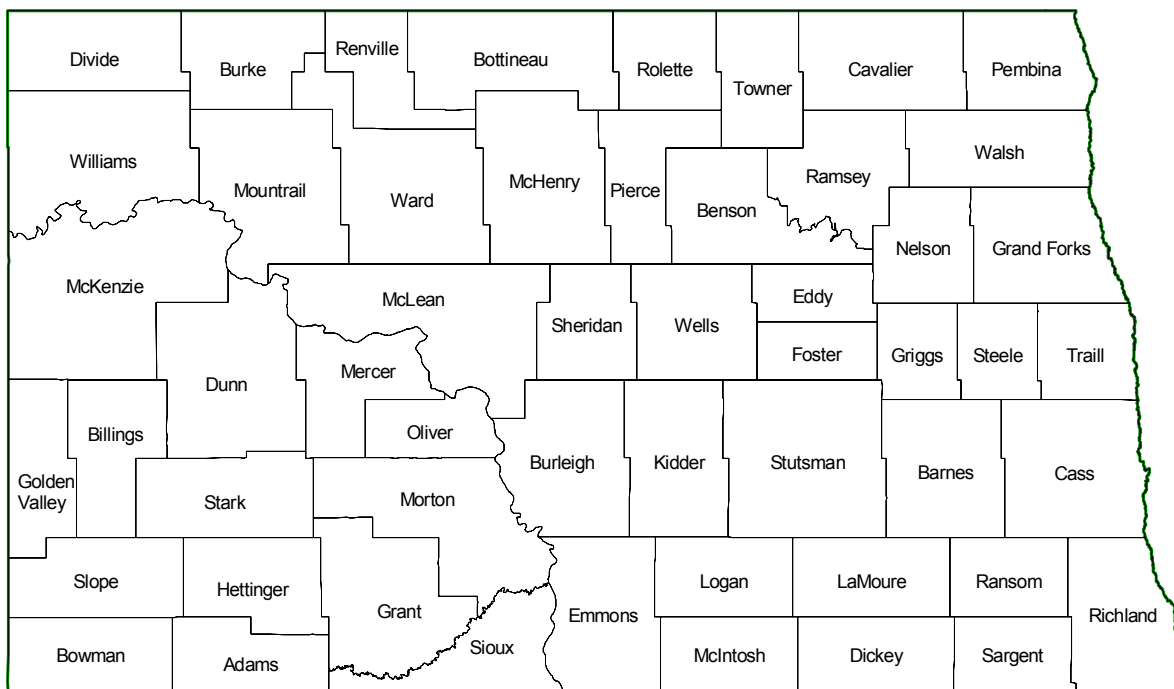 Divide
Burke
Renville
Bottineau
Rolette
Towner
Cavalier
Pembina
Williams
Mountrail
Ward
McHenry
Pierce
Benson
Ramsey
Walsh
Nelson
Grand Forks
McKenzie
McLean
Sheridan
Wells
Eddy
Foster
Griggs
Steele
Traill
Dunn
Mercer
Oliver
Billings
Golden
Valley
Stark
Morton
Burleigh
Kidder
Stutsman
Barnes
Cass
Slope
Hettinger
Grant
Sioux
Emmons
Logan
LaMoure
Ransom
Richland
Bowman
Adams
McIntosh
Dickey
Sargent